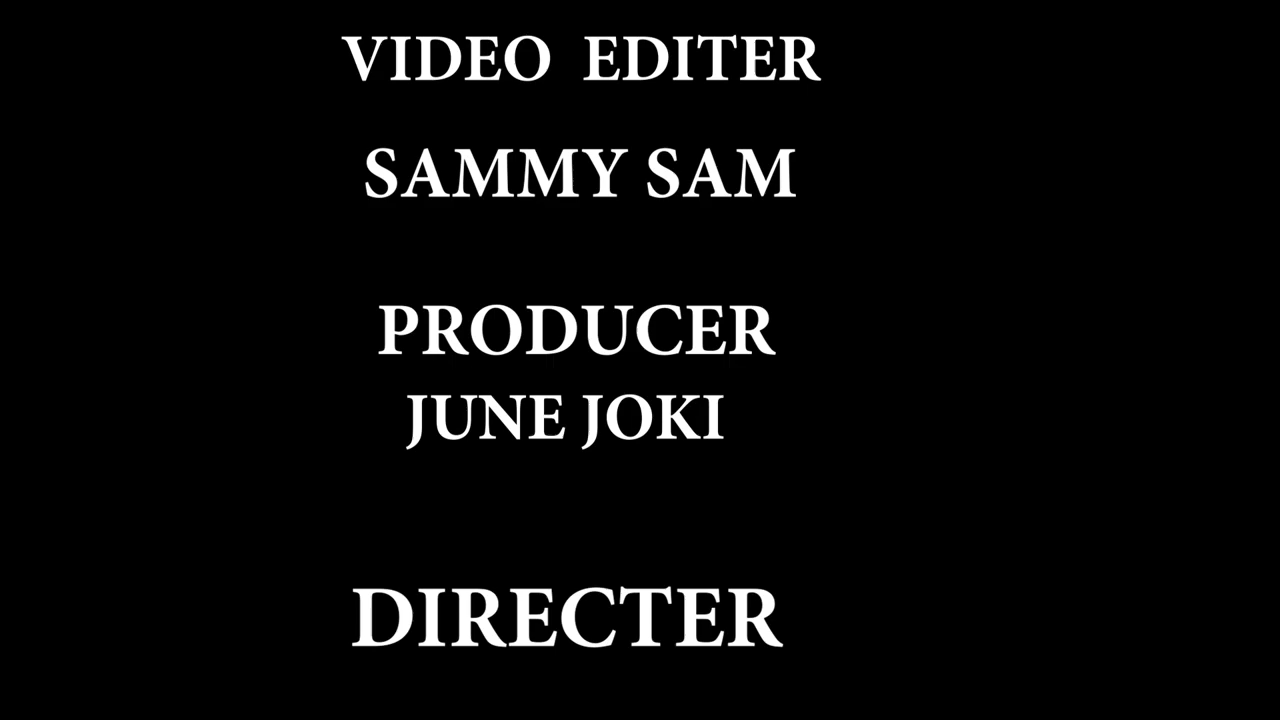 VIDEO  EDITER
SAMMY SAM
PRODUCER
JUNE JOKI
DIRECTER